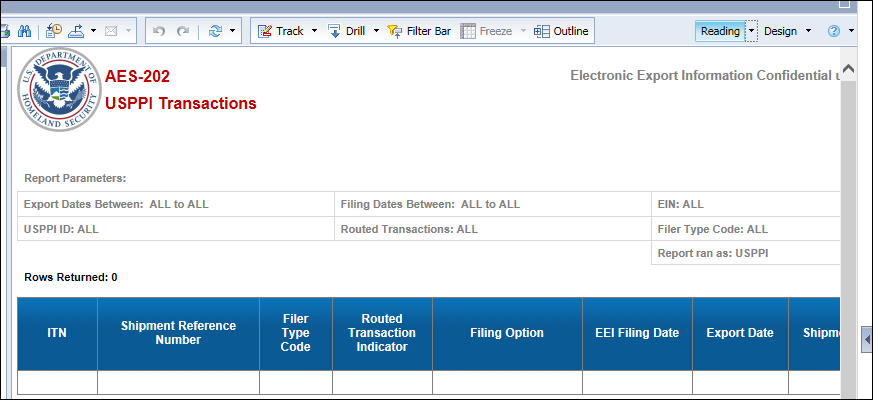 Track Drill Filter Bar Freeze Outline Reading Design
U.S. DEPARTMENT OF HOMELAND SECURITY
AES-202
USPPI Transactions
Electronic Export Information Confidential u
Report Parameters:
Export Dates Between: ALL to ALL Filing Dates Between: ALL to ALL EIN: ALL
USPPI ID: ALL Routed Transactions: ALL Filer Type Code: ALL
Report ran as: USPPI
Rows Returned: 0
ITN
Shipment Reference
Number
Filer
Type
Code
Routed
Transaction
Indicator
Filing Option
EEI Filing Date
Export Date
Shipm